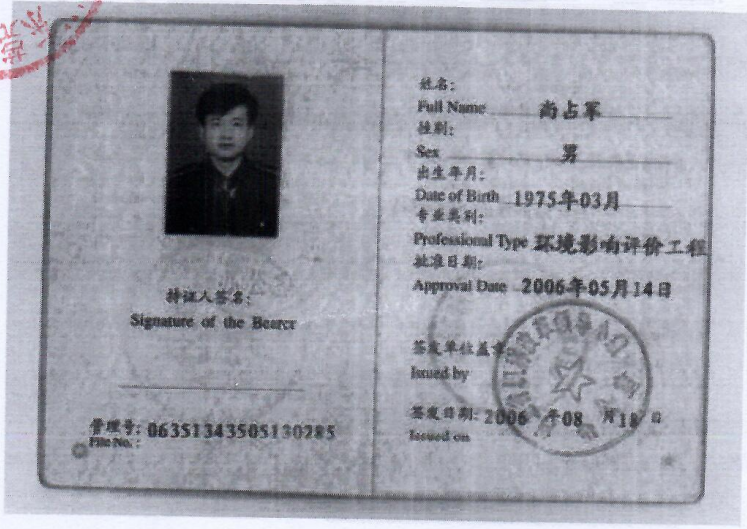 持证人签名:
Signature of the Bearer
管理号: 06351343505130285
File No.:
姓名:
Full Name 尚占军
性别:
Sex 男
出生年月:
Date of Birth 1975年03月
专业类别:
Professional Type 环境影响评价工程
批准日期:
Approval Date 2006年05月14日
签发单位盖章
Issued by
签发日期: 2006 年08 月18 日
Issued on